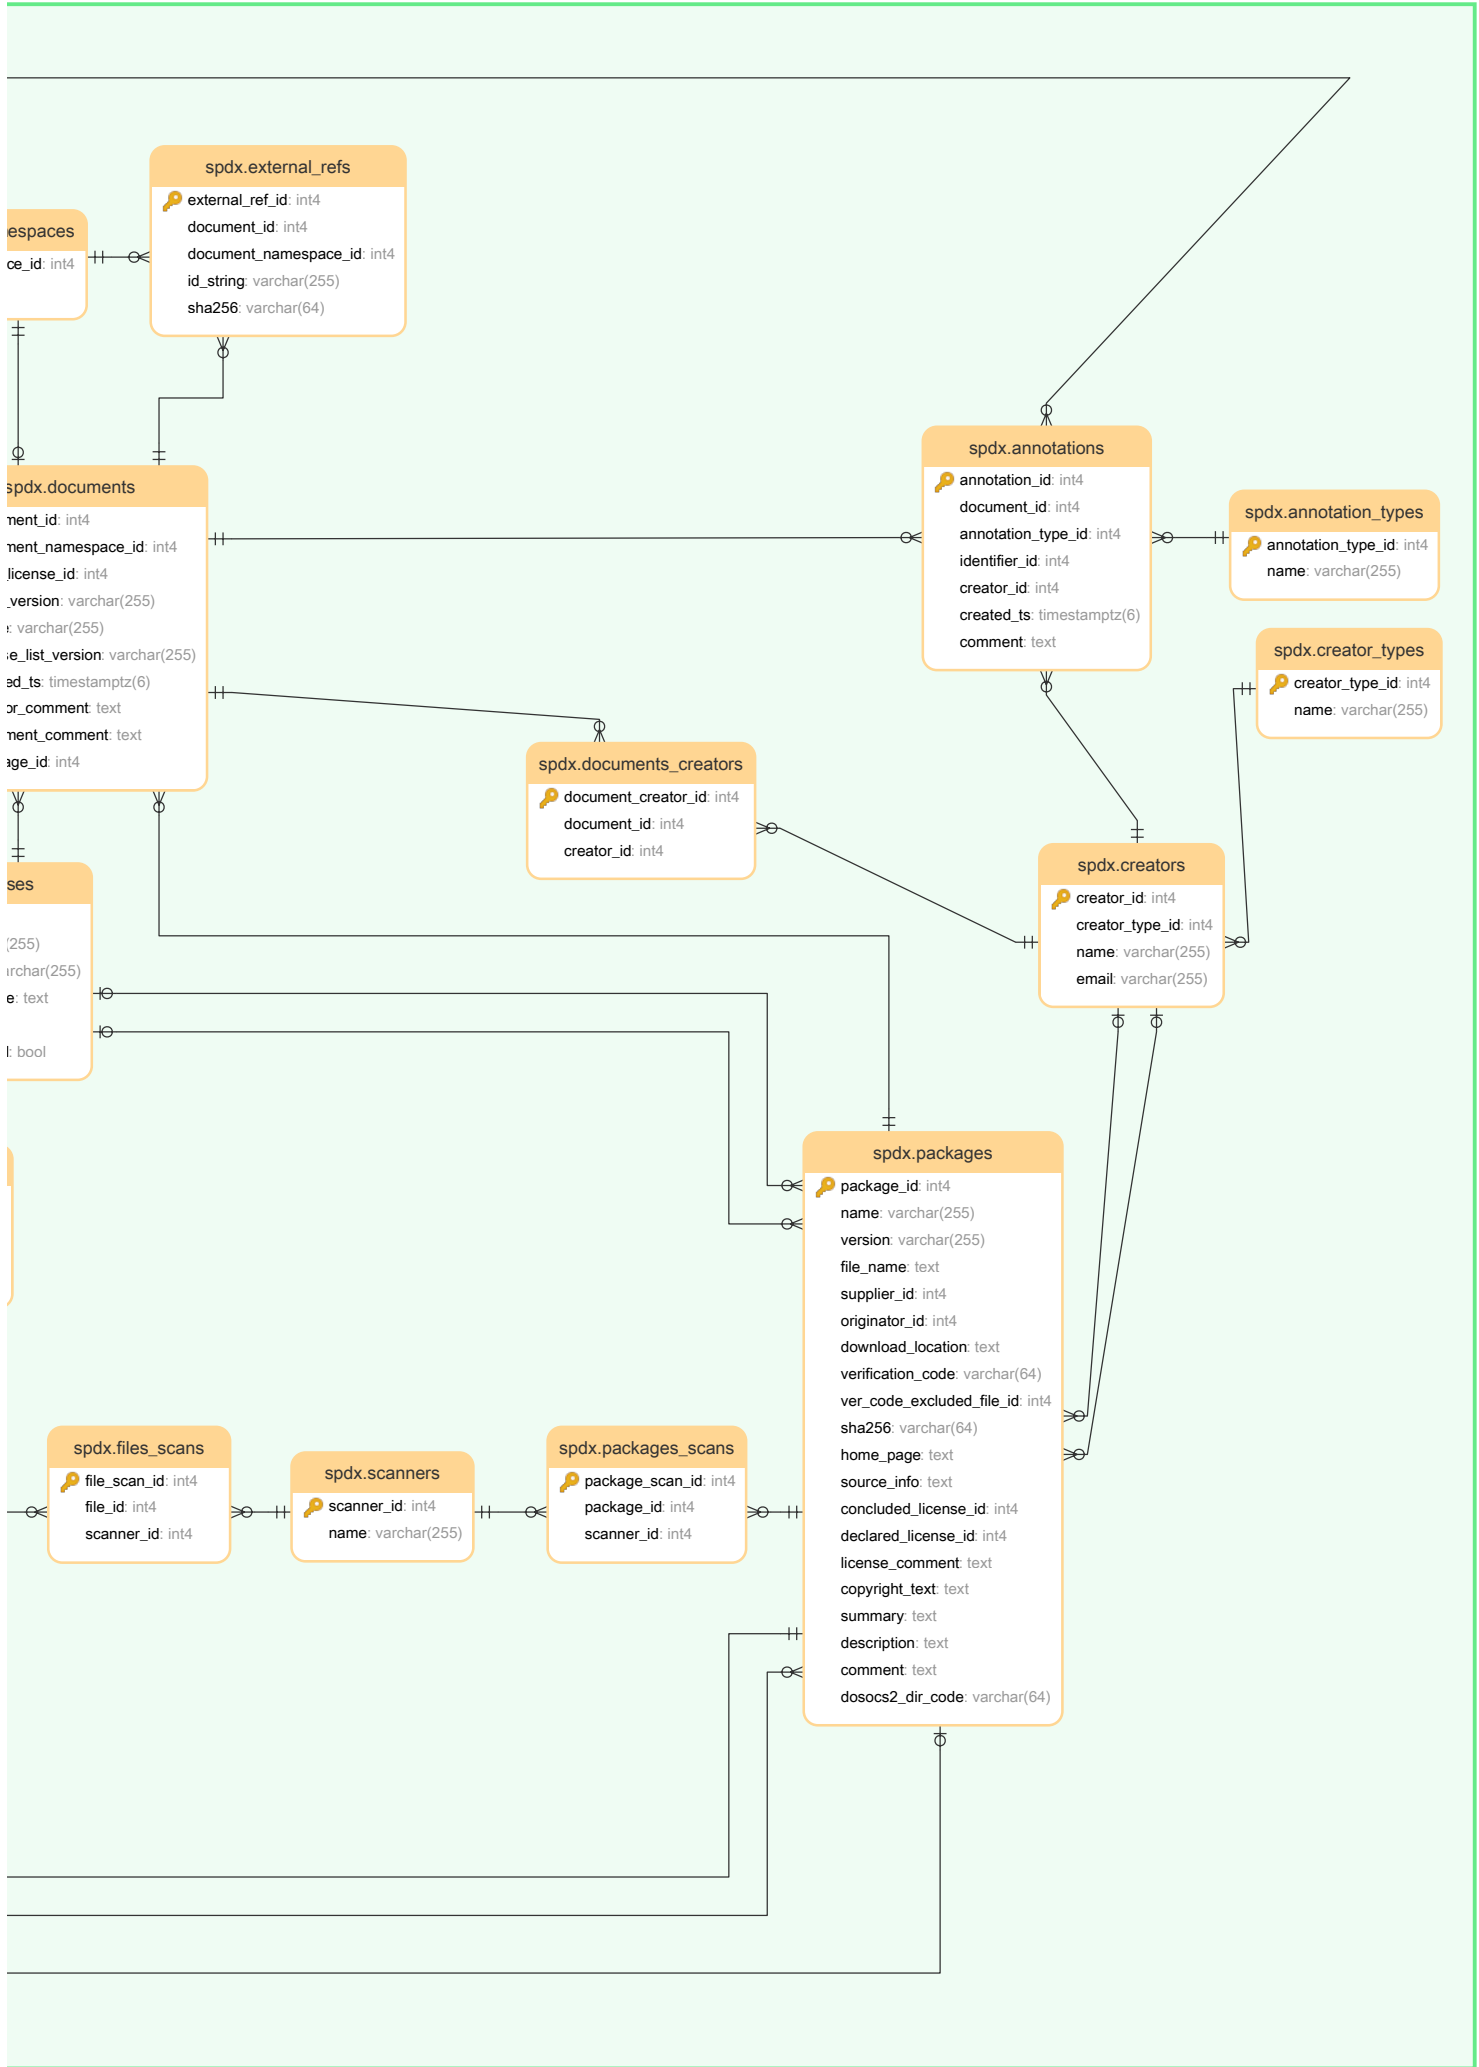 spdx.external_refs
external_ref_id: int4
document_id: int4
document_namespace_id: int4
id_string: varchar(255)
sha256: varchar(64)
espaces
ce_id: int4
spdx.documents
ment_id: int4
ment_namespace_id: int4
license_id: int4
_version: varchar(255)
: varchar(255)
se_list_version: varchar(255)
ed_ts: timestamptz(6)
or_comment: text
ment_comment: text
age_id: int4
spdx.annotations
annotation_id: int4
document_id: int4
annotation_type_id: int4
identifier_id: int4
creator_id: int4
created_ts: timestamptz(6)
comment: text
spdx.annotation_types
annotation_type_id: int4
name: varchar(255)
spdx.creator_types
creator_type_id: int4
name: varchar(255)
spdx.documents_creators
document_creator_id: int4
document_id: int4
creator_id: int4
spdx.creators
creator_id: int4
creator_type_id: int4
name: varchar(255)
email: varchar(255)
ses
(255)
rchar(255)
e: text
l: bool
spdx.packages
package_id: int4
name: varchar(255)
version: varchar(255)
file_name: text
supplier_id: int4
originator_id: int4
download_location: text
verification_code: varchar(64)
ver_code_excluded_file_id: int4
sha256: varchar(64)
home_page: text
source_info: text
concluded_license_id: int4
declared_license_id: int4
license_comment: text
copyright_text: text
summary: text
description: text
comment: text
dosocs2_dir_code: varchar(64)
spdx.files_scans
file_scan_id: int4
file_id: int4
scanner_id: int4
spdx.scanners
scanner_id: int4
name: varchar(255)
spdx.packages_scans
package_scan_id: int4
package_id: int4
scanner_id: int4